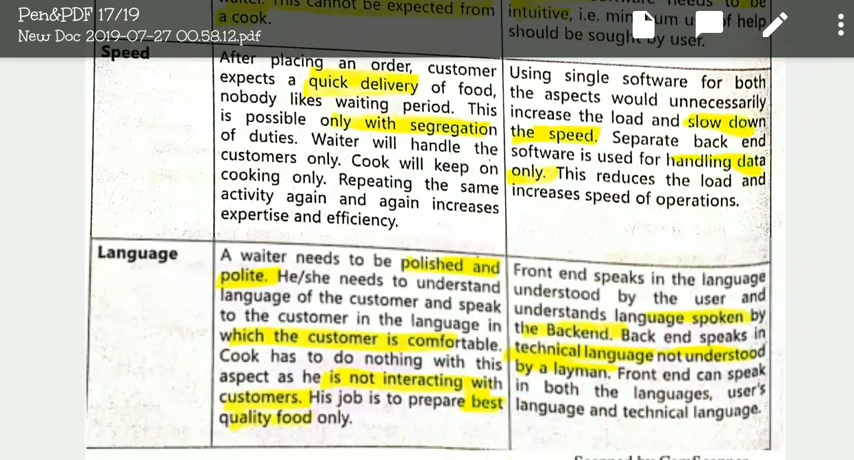 Pen&PDF 17/19
New Doc 2019-07-27 00.58.12.pdf
waiter. This cannot be expected from
a cook.
intuitive, i.e. minimum use of help
should be sought by user.
Speed
After placing an order, customer
expects a quick delivery of food,
nobody likes waiting period. This
is possible only with segregation
of duties. Waiter will handle the
customers only. Cook will keep on
cooking only. Repeating the same
activity again and again increases
expertise and efficiency.
Using single software for both
the aspects would unnecessarily
increase the load and slow down
the speed. Separate back end
software is used for handling data
only. This reduces the load and
increases speed of operations.
Language
A waiter needs to be polished and
polite. He/she needs to understand
language of the customer and speak
to the customer in the language in
which the customer is comfortable.
Cook has to do nothing with this
aspect as he is not interacting with
customers. His job is to prepare best
quality food only.
Front end speaks in the language
understood by the user and
understands language spoken by
the Backend. Back end speaks in
technical language not understood
by a layman. Front end can speak
in both the languages, user's
language and technical language.